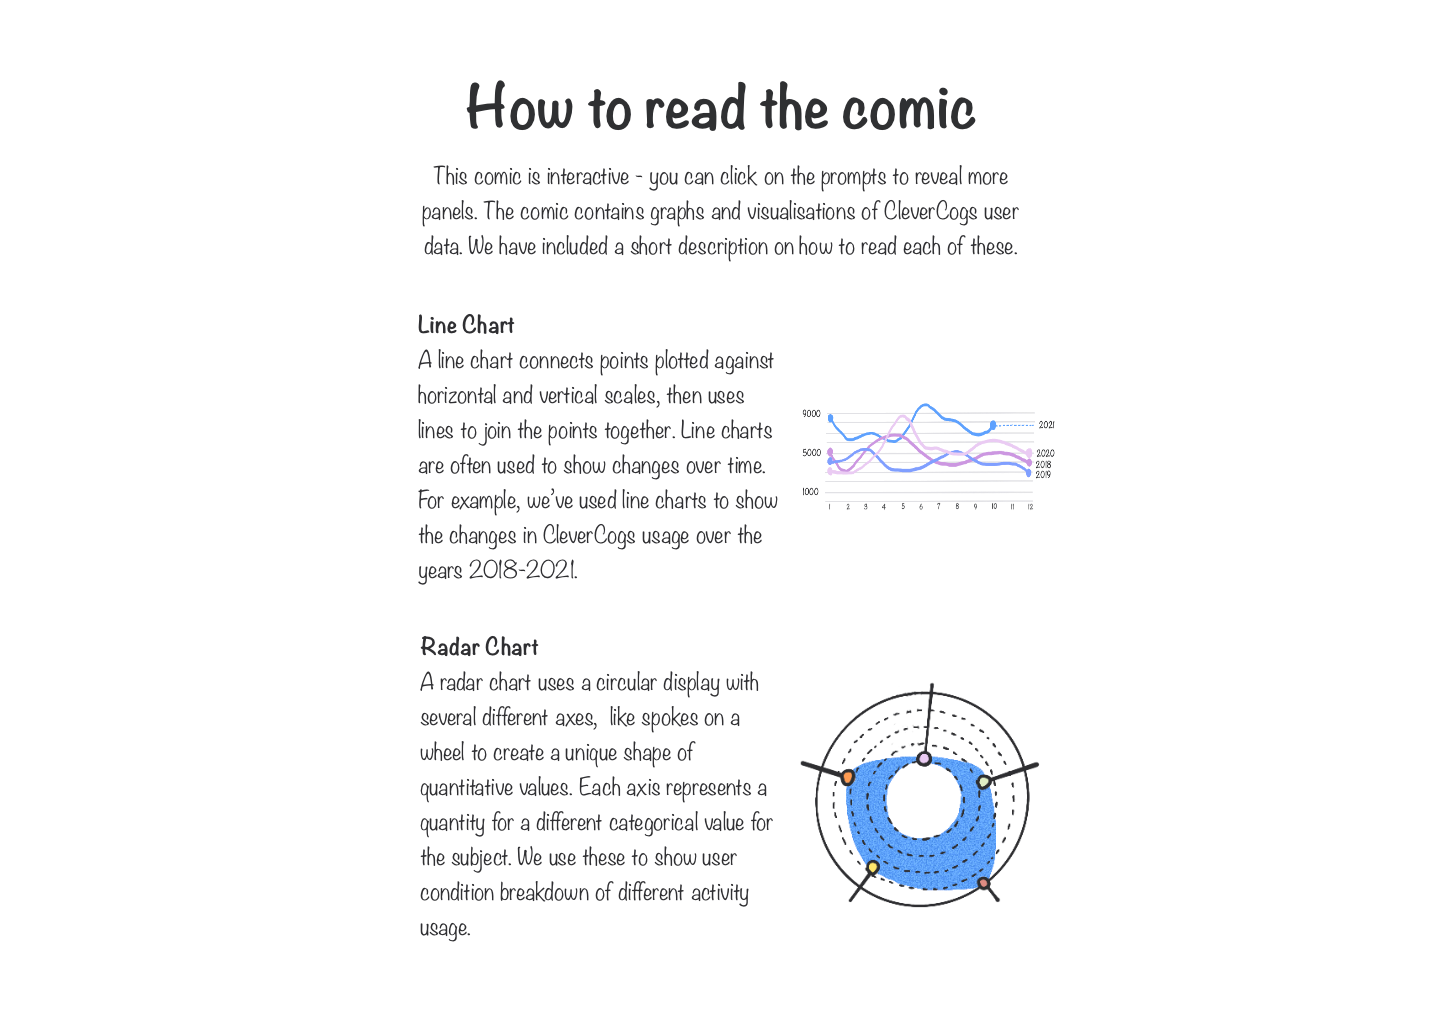 How to read the comic
This comic is interactive - you can click on the prompts to reveal more
panels. The comic contains graphs and visualisations of CleverCogs user
data. We have included a short description on how to read each of these.
Line Chart
A line chart connects points plotted against
horizontal and vertical scales, then uses
lines to join the points together. Line charts
are often used to show changes over time.
For example, we've used line charts to show
the changes in CleverCogs usage over the
years 2018-2021.
9000
5000
1000
2021
2020
2018
2019
1 2 3 4 5 6 7 8 9 10 11 12
Radar Chart
A radar chart uses a circular display with
several different axes, like spokes on a
wheel to create a unique shape of
quantitative values. Each axis represents a
quantity for a different categorical value for
the subject. We use these to show user
condition breakdown of different activity
usage.